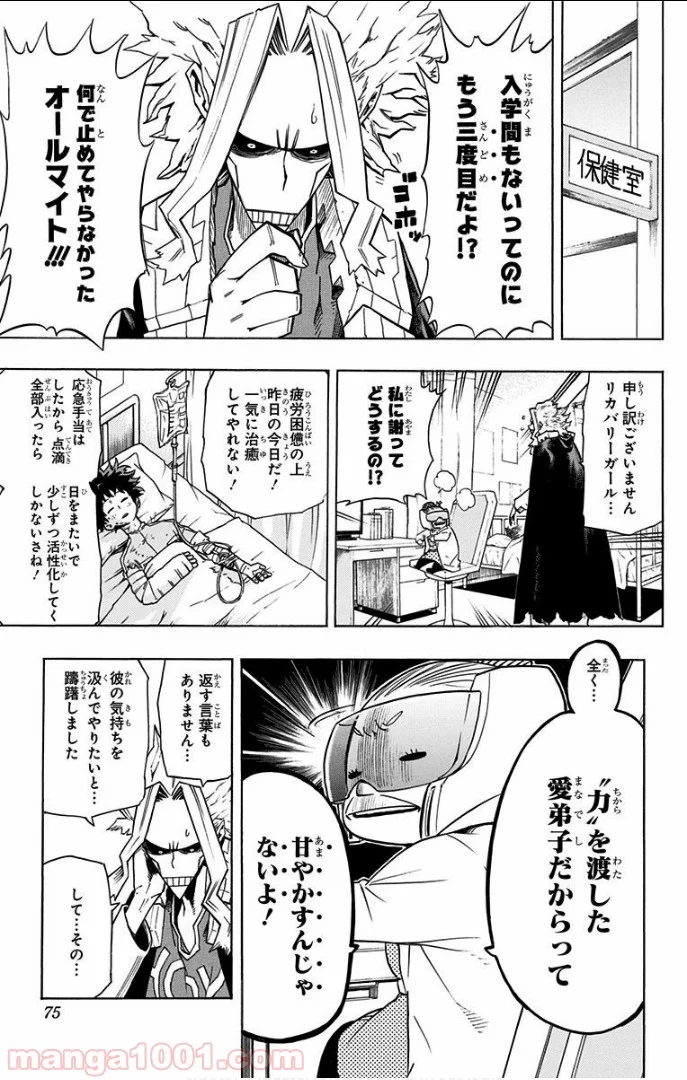 保健室
入学間もないってのに
もう三度目だよ!?
ゴホッ
何で止めてやらなかった
オールマイト!!!
申し訳ございません
リカバリーガール…
私に謝って
どうするの!?
疲労困憊の上
昨日の今日だ!
一気に治癒
してやれない!
応急手当は
したから 点滴
全部入ったら
日をまたいで
少しずつ活性化してく
しかないさね!
全く…
〝力〟を渡した
愛弟子だからって
甘やかすんじゃ
ないよ!
返す言葉も
ありません…
彼の気持ちを
汲んでやりたいと…
躊躇しました
して…その…
75
manga1001.com